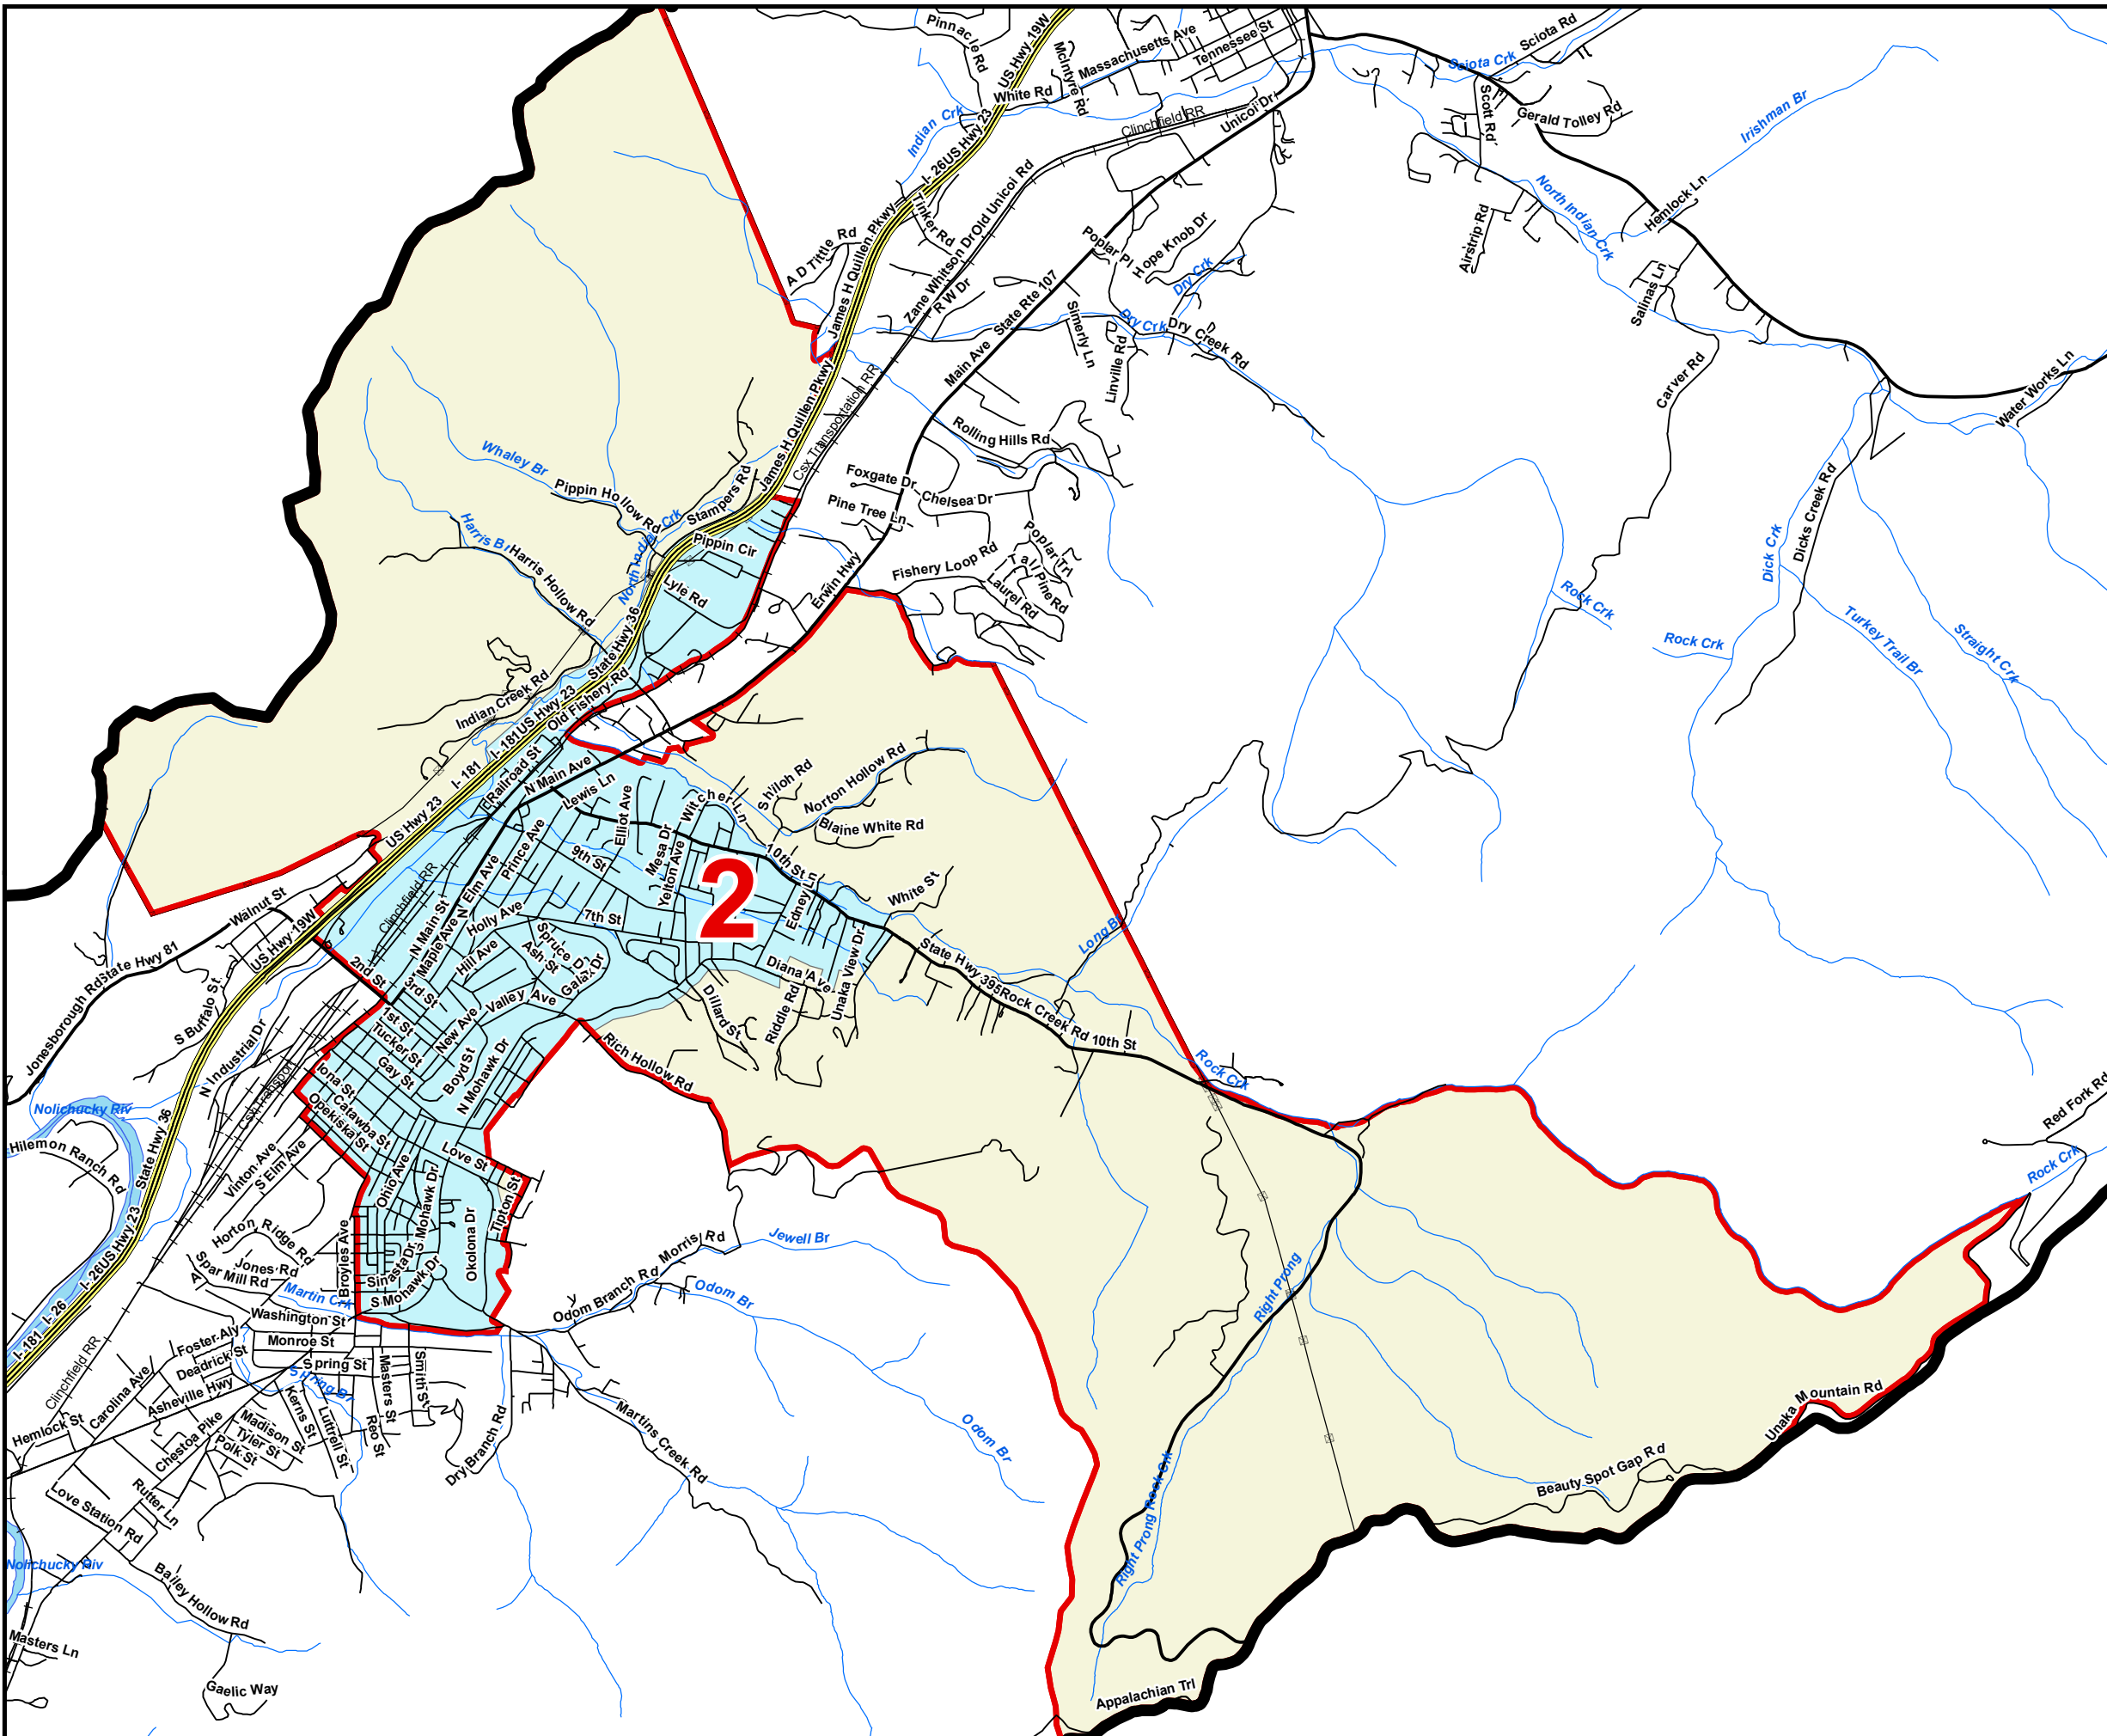 Pinnacle Rd
US Hwy 19W
McIntyre Rd
Massachusetts Ave
Tennessee St
Sciota Rd
Sciota Crk
White Rd
Indian Crk
I- 26
US Hwy 23
Clinchfield RR
Unicoi Dr
Scott Rd
Gerald Tolley Rd
Irishman Br
North Indian Crk
Hemlock Ln
Airstrip Rd
Salinas Ln
Tinker Rd
Old Unicoi Rd
A D Tittle Rd
James H Quillen Pkwy
Zane Whitson Dr
R W Dr
Poplar Pl
Hope Knob Dr
Dry Crk
State Rte 107
Simerly Ln
Dry Crk
Dry Creek Rd
Linville Rd
Main Ave
Carver Rd
Water Works Ln
James H Quillen Pkwy
Csx Transportation RR
Rolling Hills Rd
Whaley Br
Pippin Hollow Rd
Stampers Rd
Foxgate Dr
Chelsea Dr
Pine Tree Ln
Dicks Creek Rd
Dick Crk
Harris Br
Harris Hollow Rd
North Indian Crk
Pippin Cir
Lyle Rd
Erwin Hwy
Fishery Loop Rd
Poplar Trl
Tall Pine Rd
Laurel Rd
Rock Crk
Rock Crk
Turkey Trail Br
Straight Crk
State Hwy 36
Indian Creek Rd
Old Fishery Rd
US Hwy 23
I- 181
I- 181
US Hwy 23
Railroad St
N Main Ave
Lewis Ln
Elliot Ave
Witcher Ln
Shiloh Rd
Norton Hollow Rd
Blaine White Rd
Mesa Dr
Yelton Ave
10th St
2
Prince Ave
9th St
Clinchfield RR
N Elm Ave
N Main St
Maple Ave
Holly Ave
7th St
Edney Ln
White St
Walnut St
US Hwy 19W
State Hwy 81
Jonesborough Rd
2nd St
3rd St
Hill Ave
Spruce Dr
Ash St
Galax Dr
Diana Ave
Unaka View Dr
State Hwy 395
Rock Creek Rd
10th St
Long Br
S Buffalo St
N Industrial Dr
1st St
Tucker St
Gay St
New Ave
Valley Ave
Dillard St
Riddle Rd
Boyd St
N Mohawk Dr
Rich Hollow Rd
Rock Crk
Nolichucky Riv
Hilemon Ranch Rd
State Hwy 36
Iona St
Catawba St
Opekiska St
Love St
Vinton Ave
S Elm Ave
Ohio Ave
S Mohawk Dr
Okolona Dr
Tipton St
Red Fork Rd
Rock Crk
US Hwy 23
I- 26
Horton Ridge Rd
Jones Rd
Spar Mill Rd
Broyles Ave
Sinasta Dr
S Mohawk Dr
Morris Rd
Odom Branch Rd
Jewell Br
Odom Br
Right Prong
Martin Crk
I- 26
I- 181
Clinchfield RR
Washington St
Foster Aly
Monroe St
Deadrick St
Spring St
Spring Br
Asheville Hwy
Carolina Ave
Hemlock St
Chestoa Pike
Kerns St
Luttrell St
Masters St
Reo St
Smith St
Madison St
Tyler St
Polk St
Dry Branch Rd
Martins Creek Rd
Odom Br
Unaka Mountain Rd
Beauty Spot Gap Rd
Right Prong Rock Crk
Love Station Rd
Rutter Ln
Nolichucky Riv
Bailey Hollow Rd
Masters Ln
Gaelic Way
Appalachian Trl